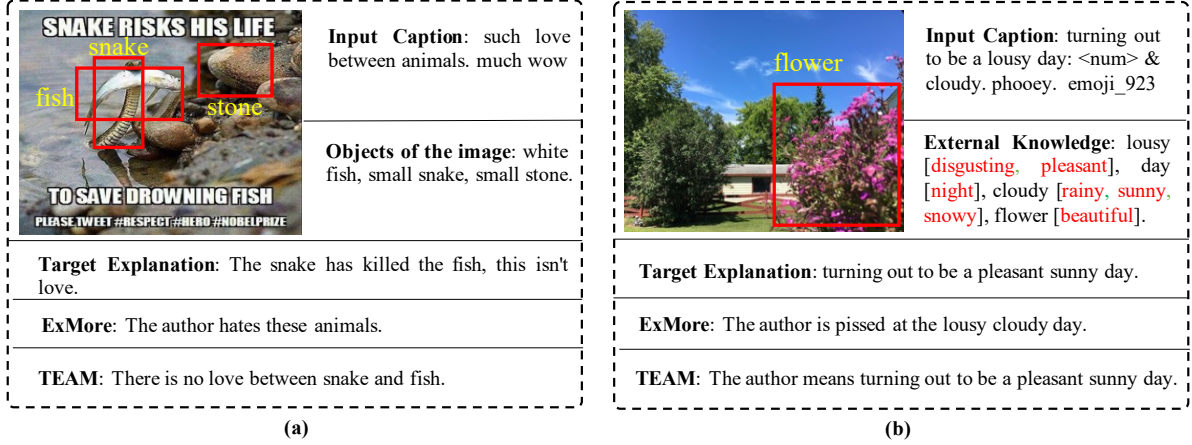 SNAKE RISKS HIS LIFE
snake
fish
stone
TO SAVE DROWNING FISH
PLEASE TWEET #RESPECT #HERO #NOBELPRIZE
Input Caption: such love
between animals. much wow
Objects of the image: white
fish, small snake, small stone.
Target Explanation: The snake has killed the fish, this isn't
love.
ExMore: The author hates these animals.
TEAM: There is no love between snake and fish.
(a)
flower
Input Caption: turning out
to be a lousy day: <num> &
cloudy. phooey. emoji_923
External Knowledge: lousy
[disgusting, pleasant], day
[night], cloudy [rainy, sunny,
snowy], flower [beautiful].
Target Explanation: turning out to be a pleasant sunny day.
ExMore: The author is pissed at the lousy cloudy day.
TEAM: The author means turning out to be a pleasant sunny day.
(b)